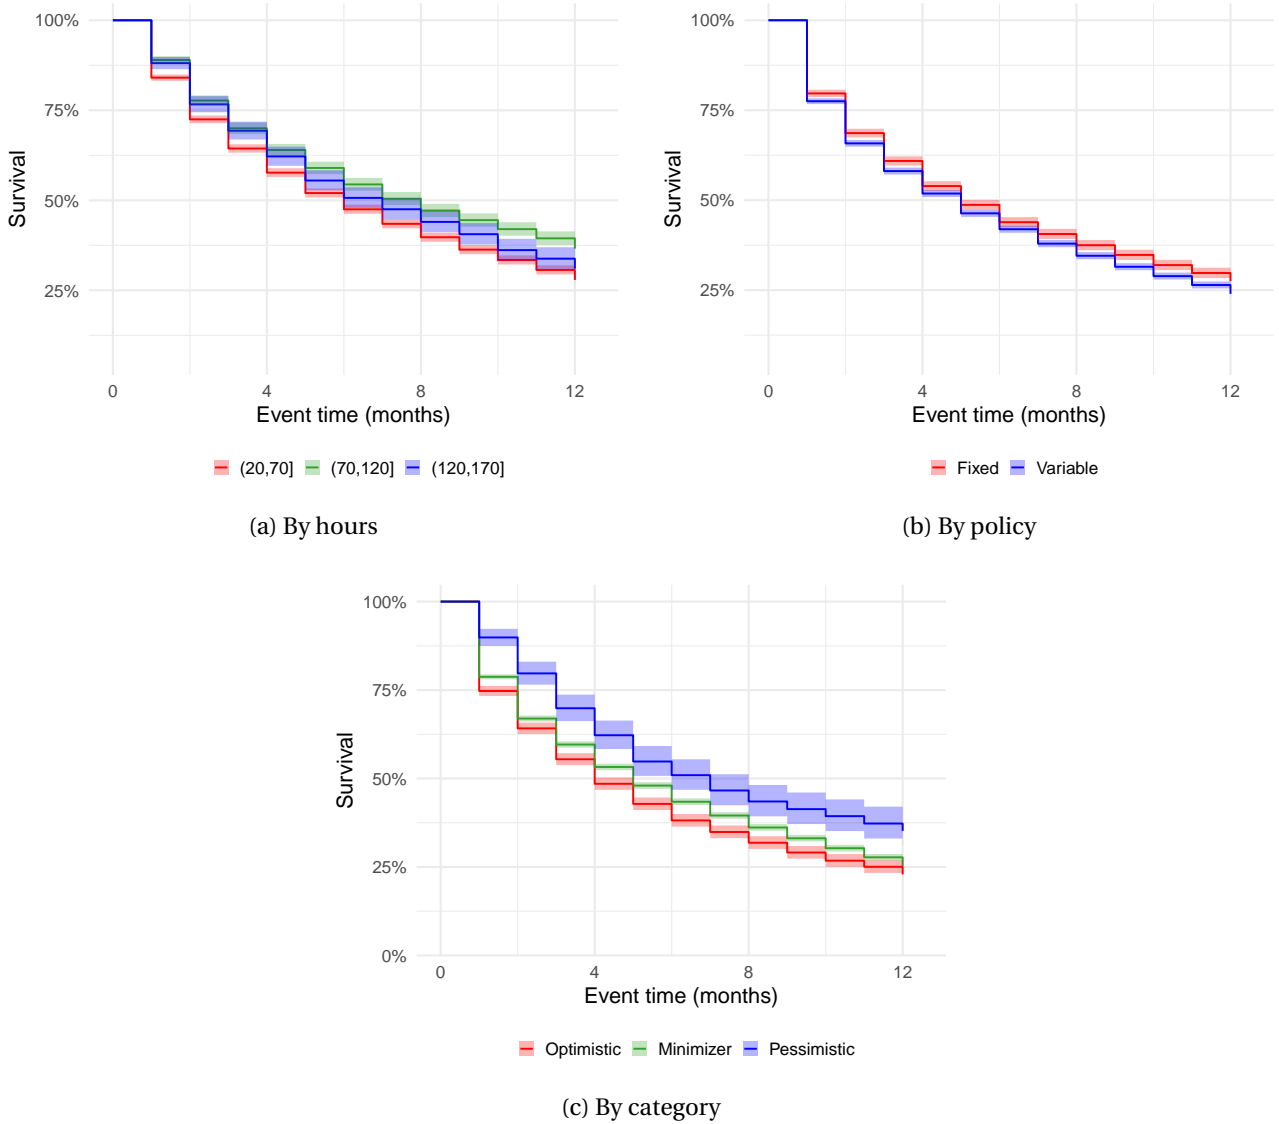 100%
75%
50%
25%
Survival
0 4 8 12
Event time (months)
(20,70] (70,120] (120,170]
(a) By hours
100%
75%
50%
25%
Survival
0 4 8 12
Event time (months)
Fixed Variable
(b) By policy
100%
75%
50%
25%
0%
Survival
0 4 8 12
Event time (months)
Optimistic Minimizer Pessimistic
(c) By category